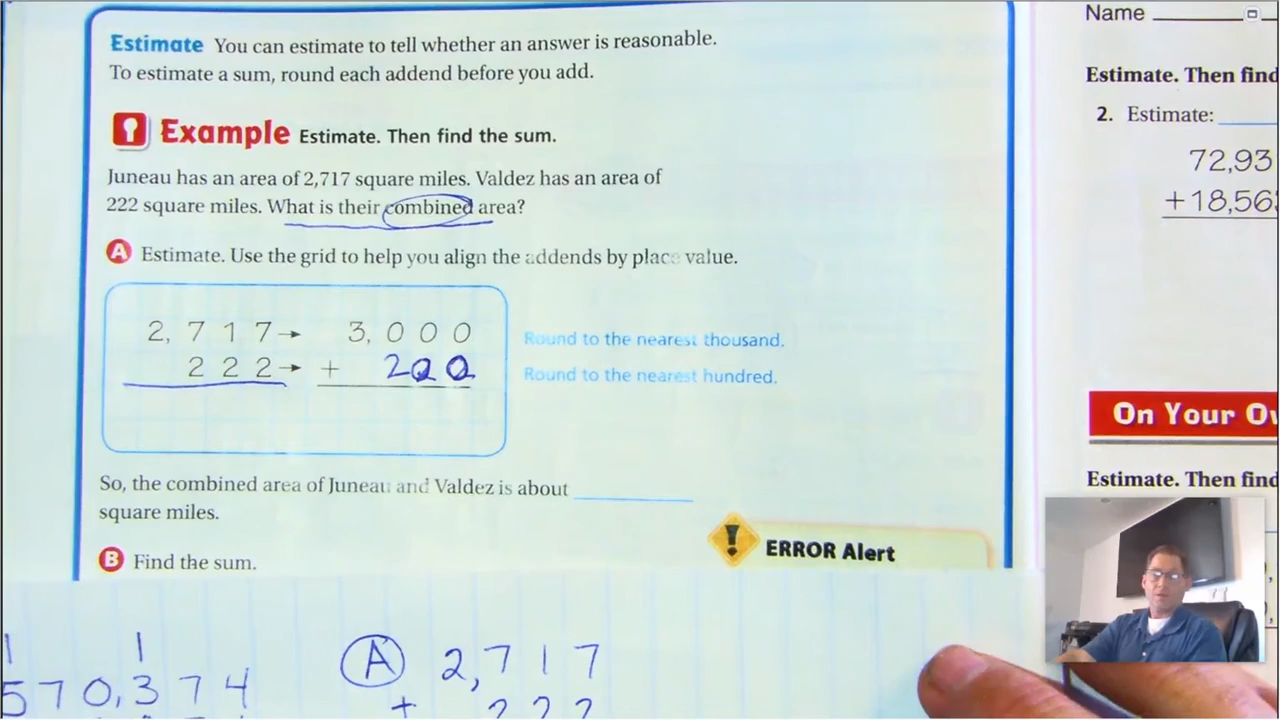 Estimate You can estimate to tell whether an answer is reasonable.
To estimate a sum, round each addend before you add.
Example Estimate. Then find the sum.
Juneau has an area of 2,717 square miles. Valdez has an area of
222 square miles. What is their combined area?
A Estimate. Use the grid to help you align the addends by place value.
2,717→ 3,000 Round to the nearest thousand.
222→ + 200 Round to the nearest hundred.
So, the combined area of Juneau and Valdez is about
square miles.
B Find the sum.
! ERROR Alert
1 1
570,374
A 2,717
+ 222
Name
Estimate. Then find
2. Estimate:
72,93
+18,56
On Your
Estimate. Then find